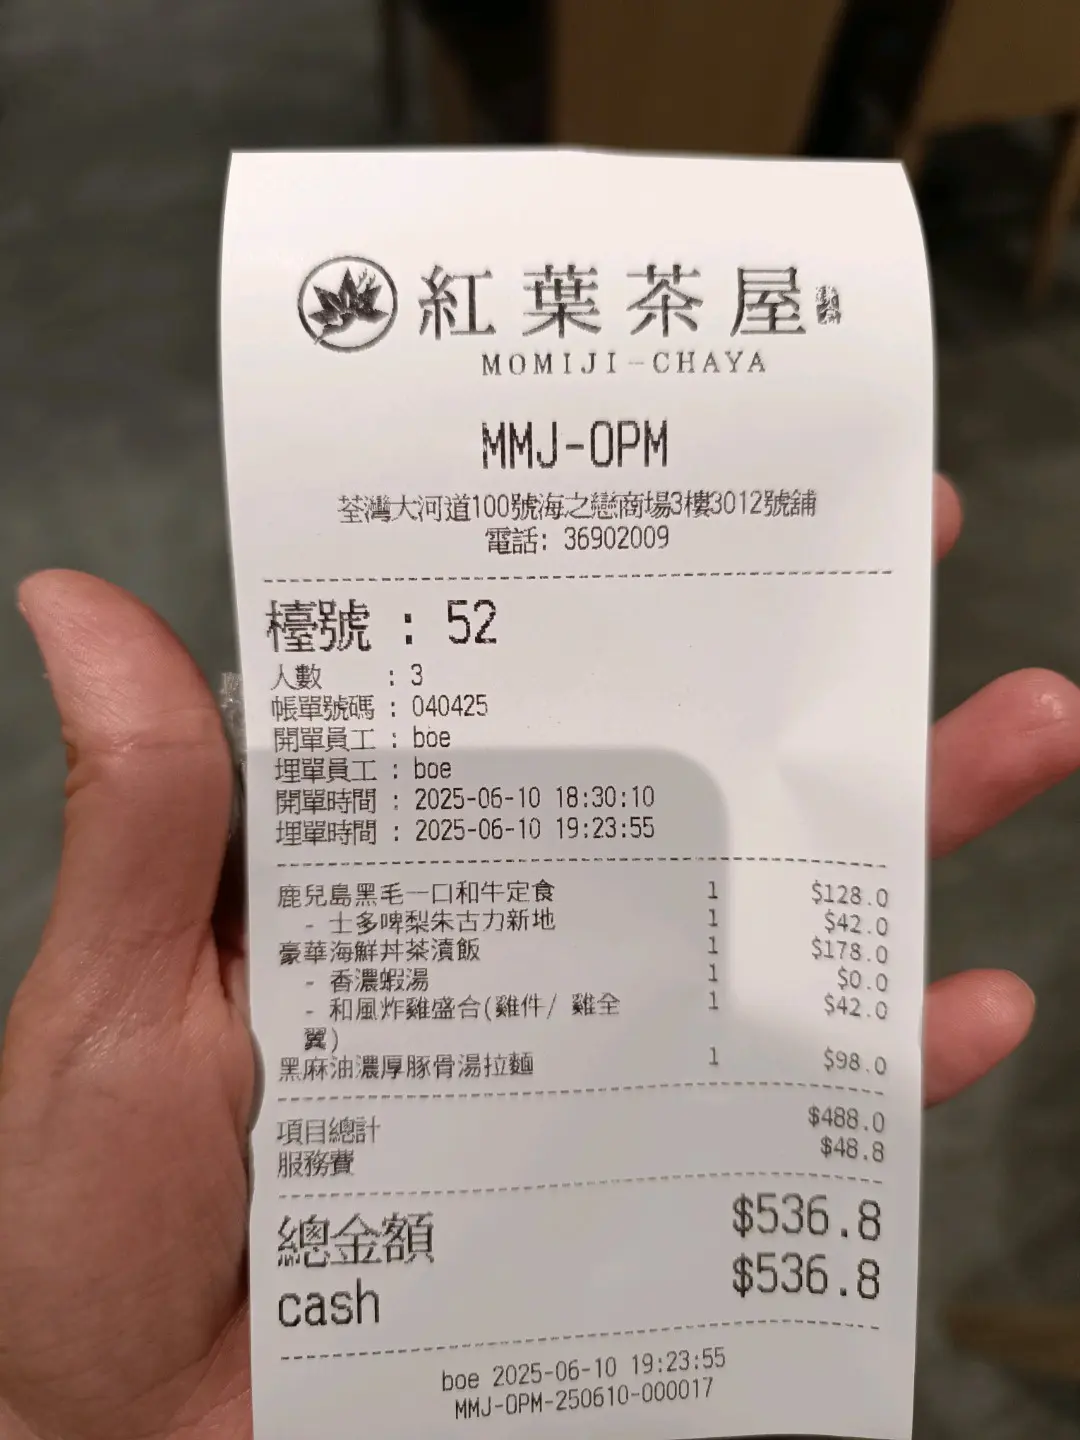 紅葉茶屋
MOMIJI-CHAYA
MMJ-OPM
荃灣大河道100號海之戀商場3樓3012號舖
電話: 36902009
檯號 : 52
人數 : 3
帳單號碼 : 040425
開單員工 : boe
埋單員工 : boe
開單時間 : 2025-06-10 18:30:10
埋單時間 : 2025-06-10 19:23:55
鹿兒島黑毛一口和牛定食 1 $128.0
- 士多啤梨朱古力新地 1 $42.0
豪華海鮮丼茶漬飯 1 $178.0
- 香濃蝦湯 1 $0.0
- 和風炸雞盛合(雞件/ 雞全 1 $42.0
翼)
黑麻油濃厚豚骨湯拉麵 1 $98.0
項目總計 $488.0
服務費 $48.8
總金額 $536.8
cash $536.8
boe 2025-06-10 19:23:55
MMJ-OPM-250610-000017